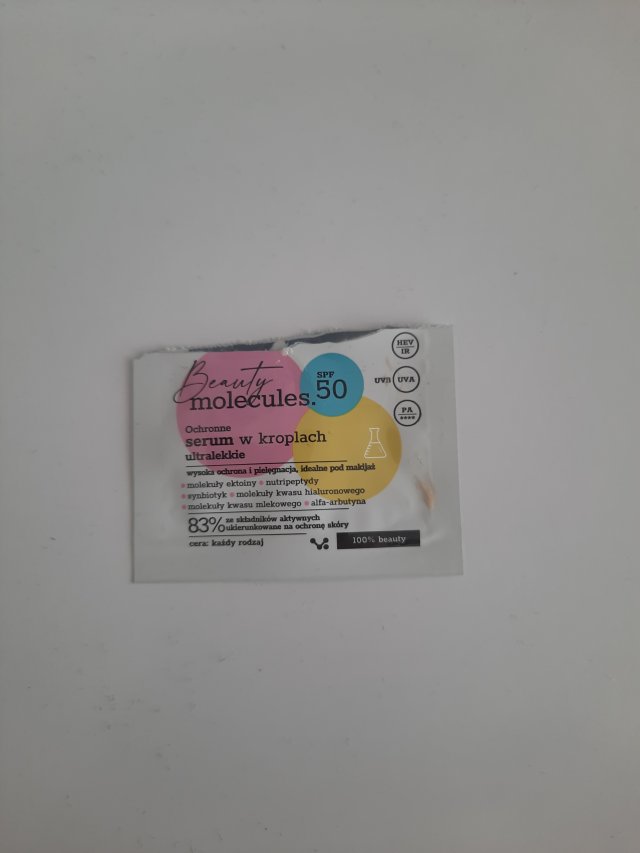 Beauty
molecules.
SPF
50
HEV
IR
UVB UVA
PA
★★★★
Ochronne
serum w kroplach
ultralekkie
wysoka ochrona i pielęgnacja, idealne pod makijaż
• molekuły ektoiny • nutripeptydy
• synbiotyk • molekuły kwasu hialuronowego
• molekuły kwasu mlekowego • alfa-arbutyna
83% ze składników aktywnych
ukierunkowane na ochronę skóry
cera: każdy rodzaj
100% beauty